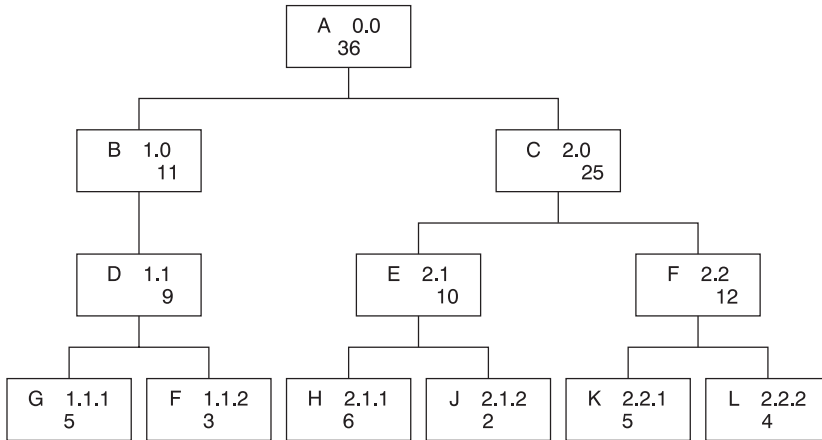 A 0.0
36
B 1.0
11
C 2.0
25
D 1.1
9
E 2.1
10
F 2.2
12
G 1.1.1
5
F 1.1.2
3
H 2.1.1
6
J 2.1.2
2
K 2.2.1
5
L 2.2.2
4